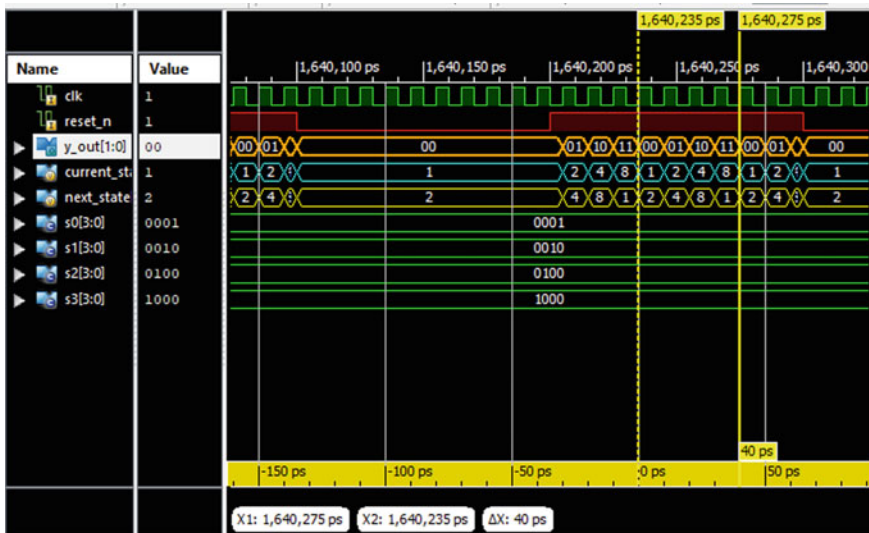 1,640,235 ps 1,640,275 ps
Name Value 1,640,100 ps 1,640,150 ps 1,640,200 ps 1,640,250 ps 1,640,300
clk 1
reset_n 1
y_out[1:0] 00 00 01 00 01 10 11 00 01 10 11 00 01 00
current_st 1 1 2 1 2 4 8 1 2 4 8 1 2 1
next_state 2 2 4 2 4 8 1 2 4 8 1 2 4 2
s0[3:0] 0001 0001
s1[3:0] 0010 0010
s2[3:0] 0100 0100
s3[3:0] 1000 1000
40 ps
-150 ps -100 ps -50 ps 0 ps 50 ps
X1: 1,640,275 ps X2: 1,640,235 ps ΔX: 40 ps